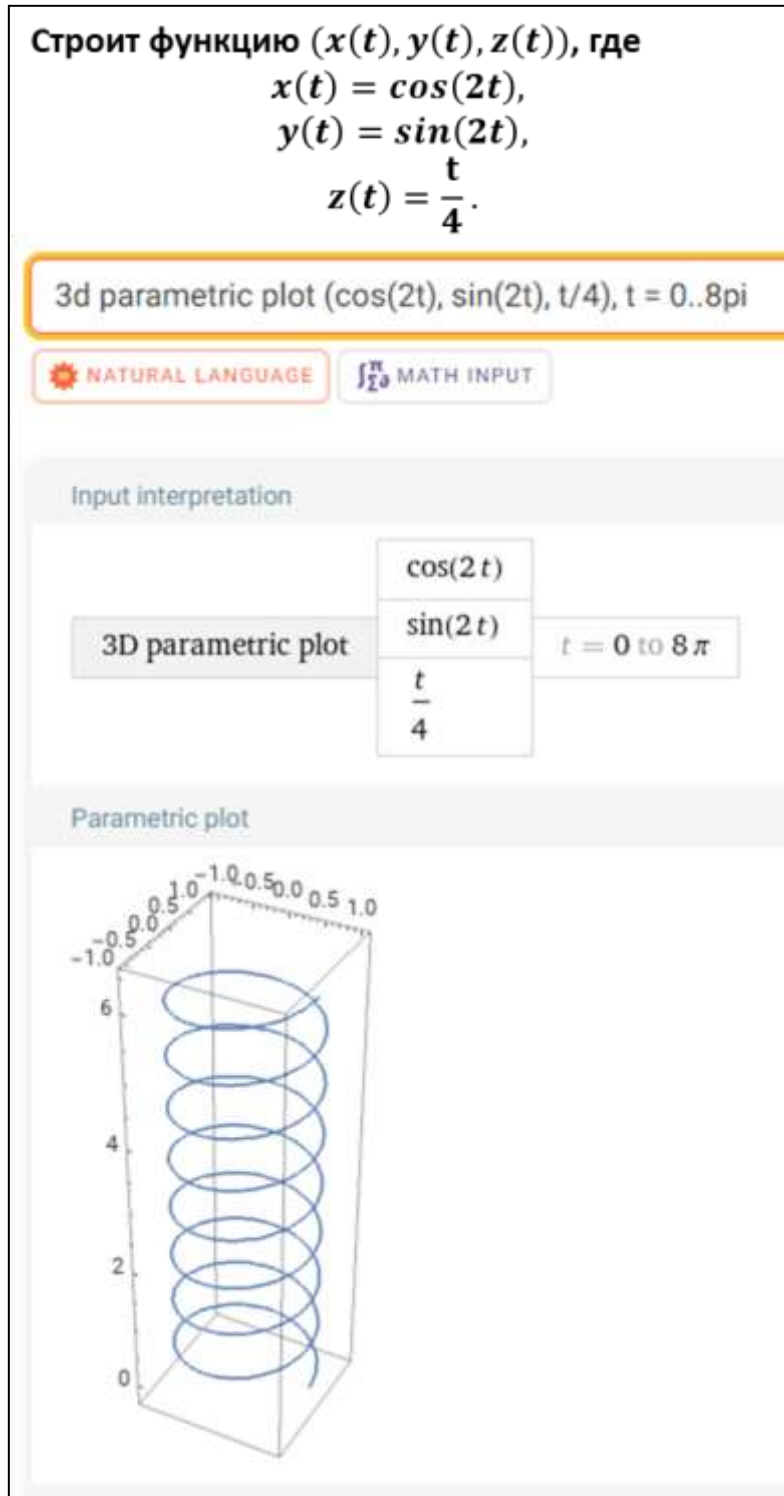 Строит функцию (x(t), y(t), z(t)), где
x(t) = cos(2t),
y(t) = sin(2t),
z(t) = t/4.
3d parametric plot (cos(2t), sin(2t), t/4), t = 0..8pi
NATURAL LANGUAGE
MATH INPUT
Input interpretation
3D parametric plot
cos(2 t)
sin(2 t)
t/4
t = 0 to 8 π
Parametric plot
-1.0 -0.5 0.0 0.5 1.0
-1.0 -0.5 0.0 0.5 1.0
6
4
2
0